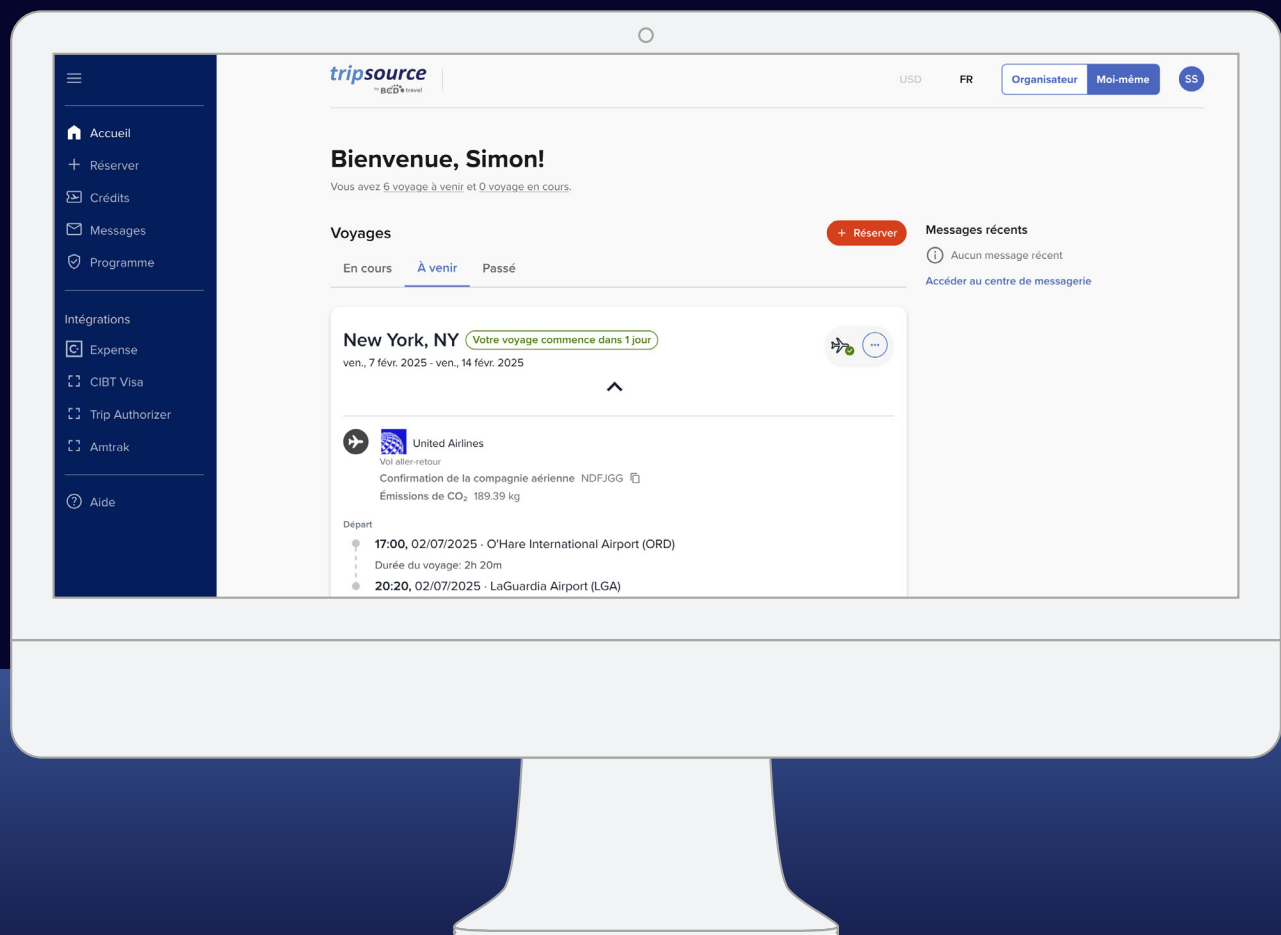 tripsource
by BCD travel
USD
FR
Organisateur
Moi-même
SS
Accueil
Réserver
Crédits
Messages
Programme
Intégrations
Expense
CIBT Visa
Trip Authorizer
Amtrak
Aide
Bienvenue, Simon!
Vous avez 6 voyage à venir et 0 voyage en cours.
Voyages
+ Réserver
En cours
À venir
Passé
New York, NY
Votre voyage commence dans 1 jour
ven., 7 févr. 2025 - ven., 14 févr. 2025
United Airlines
Vol aller-retour
Confirmation de la compagnie aérienne NDFJGG
Émissions de CO₂ 189.39 kg
Départ
17:00, 02/07/2025 · O'Hare International Airport (ORD)
Durée du voyage: 2h 20m
20:20, 02/07/2025 · LaGuardia Airport (LGA)
Messages récents
Aucun message récent
Accéder au centre de messagerie